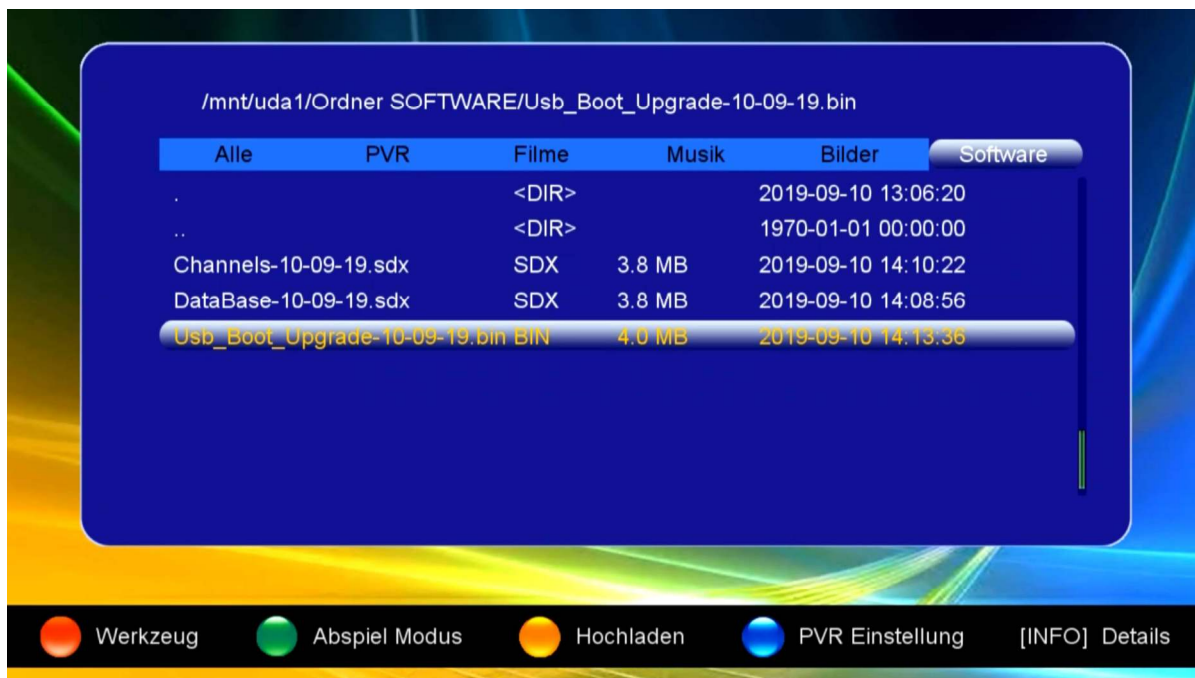 /mnt/uda1/Ordner SOFTWARE/Usb_Boot_Upgrade-10-09-19.bin
Alle PVR Filme Musik Bilder Software
. <DIR> 2019-09-10 13:06:20
.. <DIR> 1970-01-01 00:00:00
Channels-10-09-19.sdx SDX 3.8 MB 2019-09-10 14:10:22
DataBase-10-09-19.sdx SDX 3.8 MB 2019-09-10 14:08:56
Usb_Boot_Upgrade-10-09-19.bin BIN 4.0 MB 2019-09-10 14:13:36
Werkzeug Abspiel Modus Hochladen PVR Einstellung [INFO] Details